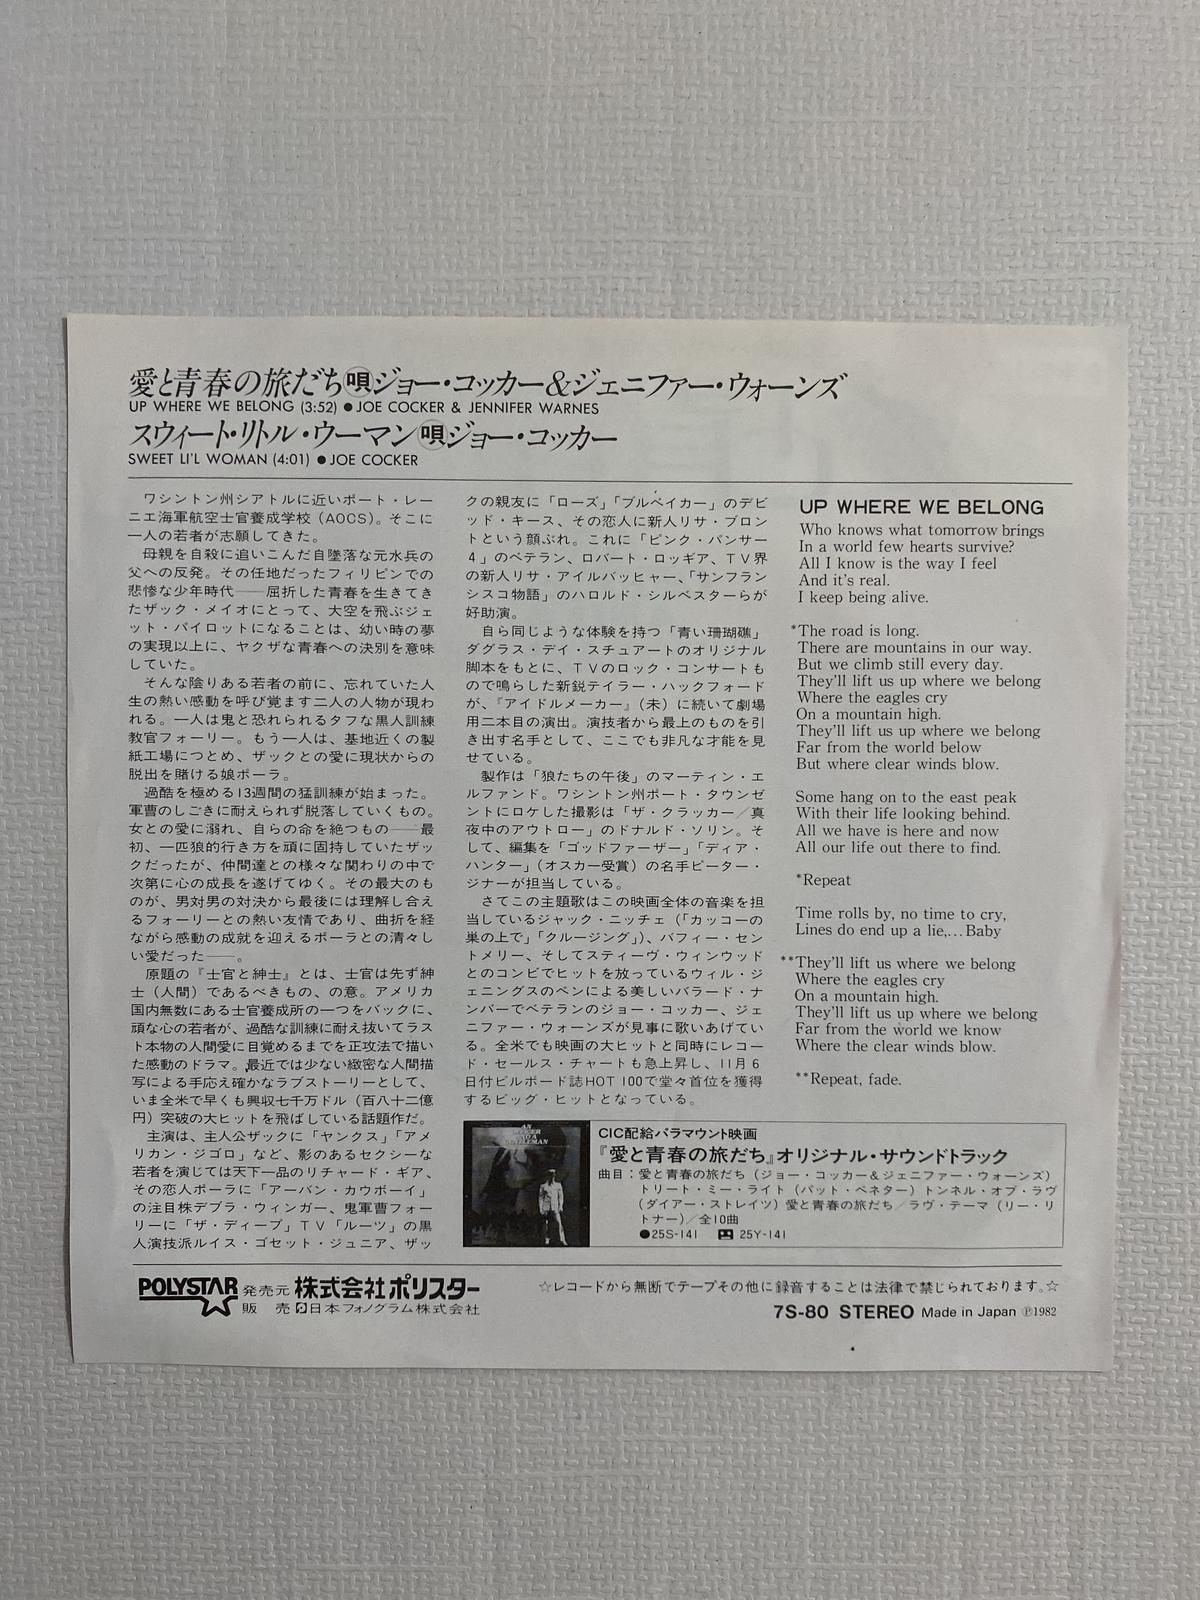 愛と青春の旅だち唄ジョー・コッカー&ジェニファー・ウォーンズ
UP WHERE WE BELONG (3:52) ●JOE COCKER & JENNIFER WARNES
スウィート・リトル・ウーマン唄ジョー・コッカー
SWEET LI'L WOMAN (4:01) ●JOE COCKER
ワシントン州シアトルに近いポート・レー
ニエ海軍航空士官養成学校（AOCS）。そこに
一人の若者が志願してきた。
母親を自殺に追いこんだ自墜落な元水兵の
父への反発。その任地だったフィリピンでの
悲惨な少年時代──屈折した青春を生きてき
たザック・メイオにとって、大空を飛ぶジェ
ット・パイロットになることは、幼い時の夢
の実現以上に、ヤクザな青春への決別を意味
していた。
そんな陰りある若者の前に、忘れていた人
生の熱い感動を呼び覚ます二人の人物が現わ
れる。一人は鬼と恐れられるタフな黒人訓練
教官フォーリー。もう一人は、基地近くの製
紙工場につとめ、ザックとの愛に現状からの
脱出を賭ける娘ポーラ。
過酷を極める13週間の猛訓練が始まった。
軍曹のしごきに耐えられず脱落していくもの。
女との愛に溺れ、自らの命を絶つもの──最
初、一匹狼的行き方を頑に固持していたザッ
クだったが、仲間達との様々な関わりの中で
次第に心の成長を遂げてゆく。その最大のも
のが、男対男の対決から最後には理解し合え
るフォーリーとの熱い友情であり、曲折を経
ながら感動の成就を迎えるポーラとの清々し
い愛だった──。
原題の『士官と紳士』とは、士官は先ず紳
士（人間）であるべきもの、の意。アメリカ
国内無数にある士官養成所の一つをバックに、
頑な心の若者が、過酷な訓練に耐え抜いてラス
ト本物の人間愛に目覚めるまでを正攻法で描い
た感動のドラマ。最近では少ない緻密な人間描
写による手応え確かなラブストーリーとして、
いま全米で早くも興収七千万ドル（百八十二億
円）突破の大ヒットを飛ばしている話題作だ。
主演は、主人公ザックに「ヤンクス」「アメ
リカン・ジゴロ」など、影のあるセクシーな
若者を演じては天下一品のリチャード・ギア、
その恋人ポーラに「アーバン・カウボーイ」
の注目株デブラ・ウィンガー、鬼軍曹フォー
リーに「ザ・ディープ」TV「ルーツ」の黒
人演技派ルイス・ゴセット・ジュニア、ザッ
クの親友に「ローズ」「ブルベイカー」のデビ
ッド・キース、その恋人に新人リサ・ブロン
トという顔ぶれ。これに「ピンク・パンサー
4」のベテラン、ロバート・ロッギア、TV界
の新人リサ・アイルバッヒャー、「サンフラン
シスコ物語」のハロルド・シルベスターらが
好助演。
自ら同じような体験を持つ「青い珊瑚礁」
ダグラス・デイ・スチュアートのオリジナル
脚本をもとに、TVのロック・コンサートも
ので鳴らした新鋭テイラー・ハックフォード
が、『アイドルメーカー』（未）に続いて劇場
用二本目の演出。演技者から最上のものを引
き出す名手として、ここでも非凡な才能を見
せている。
製作は「狼たちの午後」のマーティン・エ
ルファンド。ワシントン州ポート・タウンゼ
ントにロケした撮影は「ザ・クラッカー／真
夜中のアウトロー」のドナルド・ソリン。そ
して、編集を「ゴッドファーザー」「ディア・
ハンター」（オスカー受賞）の名手ピーター・
ジナーが担当している。
さてこの主題歌はこの映画全体の音楽を担
当しているジャック・ニッチェ（「カッコーの
巣の上で」「クルージング」）、バフィー・セン
トメリー、そしてスティーヴ・ウィンウッド
とのコンビでヒットを放っているウィル・ジ
ェニングスのペンによる美しいバラード・ナ
ンバーでベテランのジョー・コッカー、ジェ
ニファー・ウォーンズが見事に歌いあげてい
る。全米でも映画の大ヒットと同時にレコー
ド・セールス・チャートも急上昇し、11月6
日付ビルボード誌HOT 100で堂々首位を獲得
するビッグ・ヒットとなっている。
UP WHERE WE BELONG
Who knows what tomorrow brings
In a world few hearts survive?
All I know is the way I feel
And it's real.
I keep being alive.
*The road is long.
There are mountains in our way.
But we climb still every day.
They'll lift us up where we belong
Where the eagles cry
On a mountain high.
They'll lift us up where we belong
Far from the world below
But where clear winds blow.
Some hang on to the east peak
With their life looking behind.
All we have is here and now
All our life out there to find.
*Repeat
Time rolls by, no time to cry,
Lines do end up a lie,…Baby
**They'll lift us where we belong
Where the eagles cry
On a mountain high.
They'll lift us up where we belong
Far from the world we know
Where the clear winds blow.
**Repeat, fade.
AN
OFFICER
AND A
GENTLEMAN
CIC配給パラマウント映画
『愛と青春の旅だち』オリジナル・サウンドトラック
曲目：愛と青春の旅だち（ジョー・コッカー&ジェニファー・ウォーンズ）
トリート・ミー・ライト（パット・ベネター）トンネル・オブ・ラヴ
（ダイアー・ストレイツ）愛と青春の旅だち／ラヴ・テーマ（リー・リ
トナー）／全10曲
●25S-141 25Y-141
POLYSTAR 発売元 株式会社ポリスター
販 売 日本フォノグラム株式会社
☆レコードから無断でテープその他に録音することは法律で禁じられております。☆
7S-80 STEREO Made in Japan Ⓟ1982